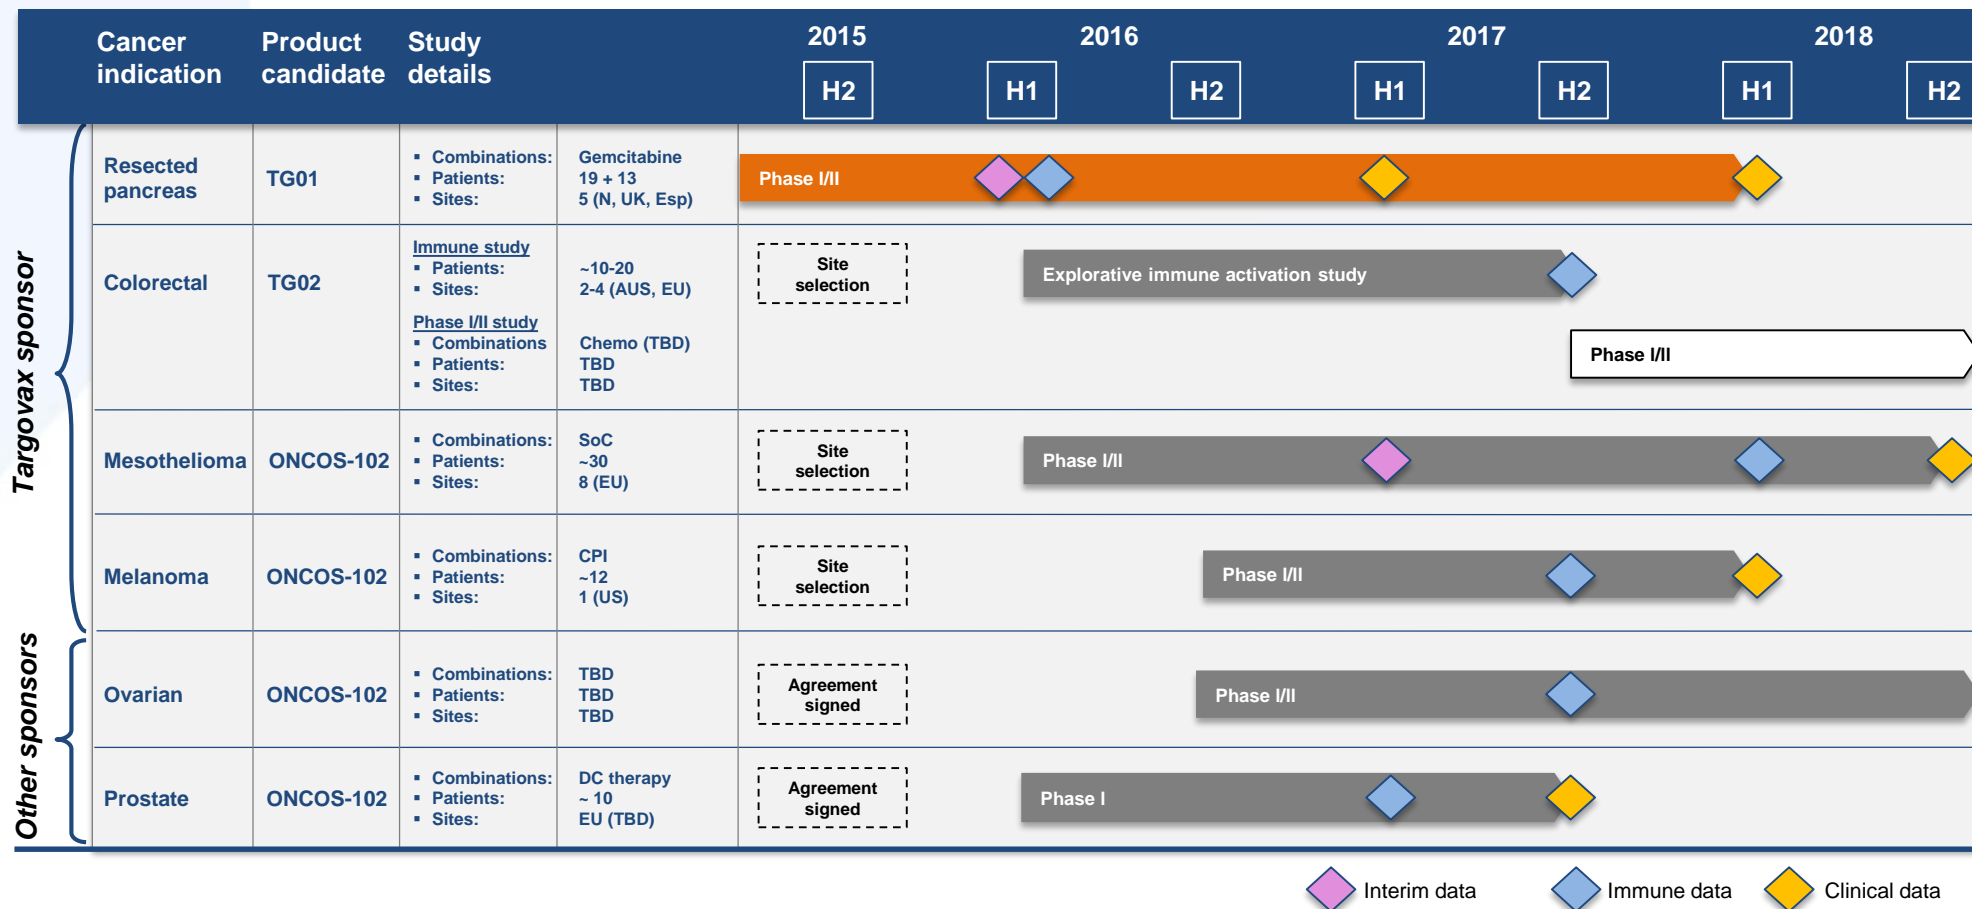 Cancer indication
Product candidate
Study details
2015
2016
2017
2018
H2
H1
H2
H1
H2
H1
H2
Targovax sponsor
Resected
pancreas
TG01
▪ Combinations: Gemcitabine
▪ Patients: 19 + 13
▪ Sites: 5 (N, UK, Esp)
Phase I/II
Colorectal
TG02
Immune study
▪ Patients: ~10-20
▪ Sites: 2-4 (AUS, EU)
Phase I/II study
▪ Combinations Chemo (TBD)
▪ Patients: TBD
▪ Sites: TBD
Site
selection
Explorative immune activation study
Phase I/II
Mesothelioma
ONCOS-102
▪ Combinations: SoC
▪ Patients: ~30
▪ Sites: 8 (EU)
Site
selection
Phase I/II
Melanoma
ONCOS-102
▪ Combinations: CPI
▪ Patients: ~12
▪ Sites: 1 (US)
Site
selection
Phase I/II
Other sponsors
Ovarian
ONCOS-102
▪ Combinations: TBD
▪ Patients: TBD
▪ Sites: TBD
Agreement
signed
Phase I/II
Prostate
ONCOS-102
▪ Combinations: DC therapy
▪ Patients: ~ 10
▪ Sites: EU (TBD)
Agreement
signed
Phase I
Interim data
Immune data
Clinical data